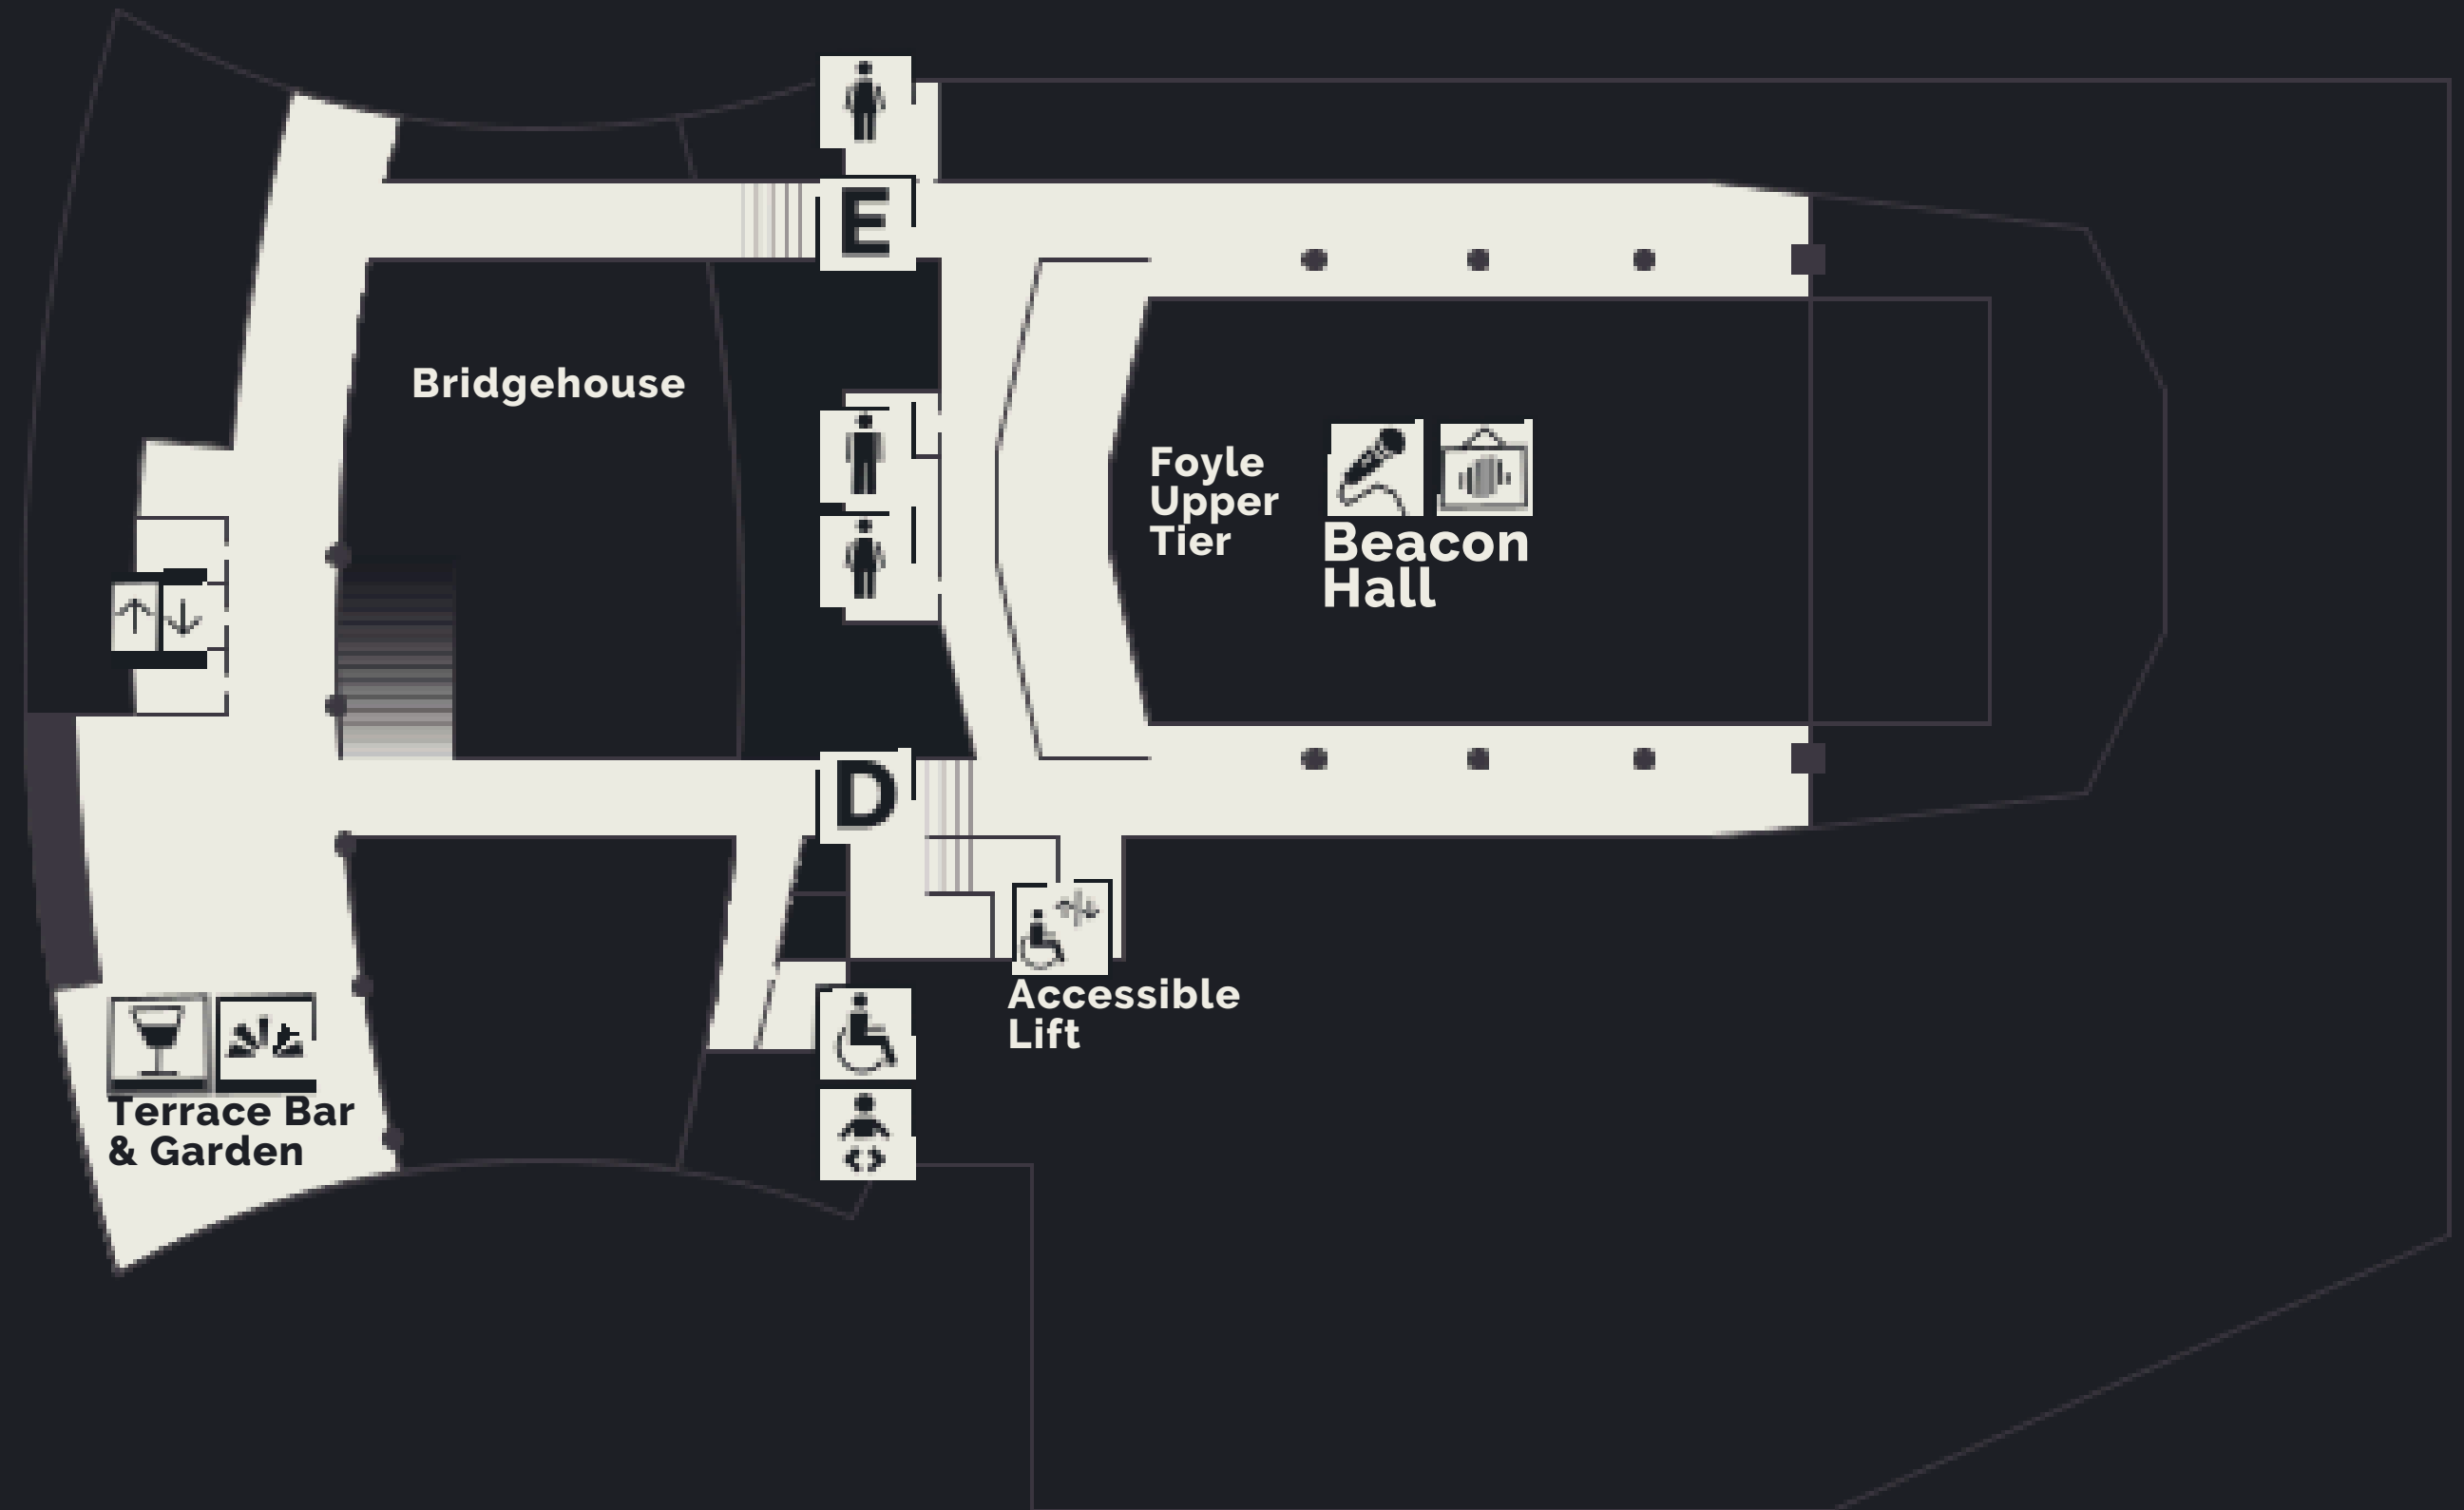 E
Bridgehouse
Foyle
Upper
Tier
Beacon
Hall
D
Accessible
Lift
Terrace Bar
& Garden